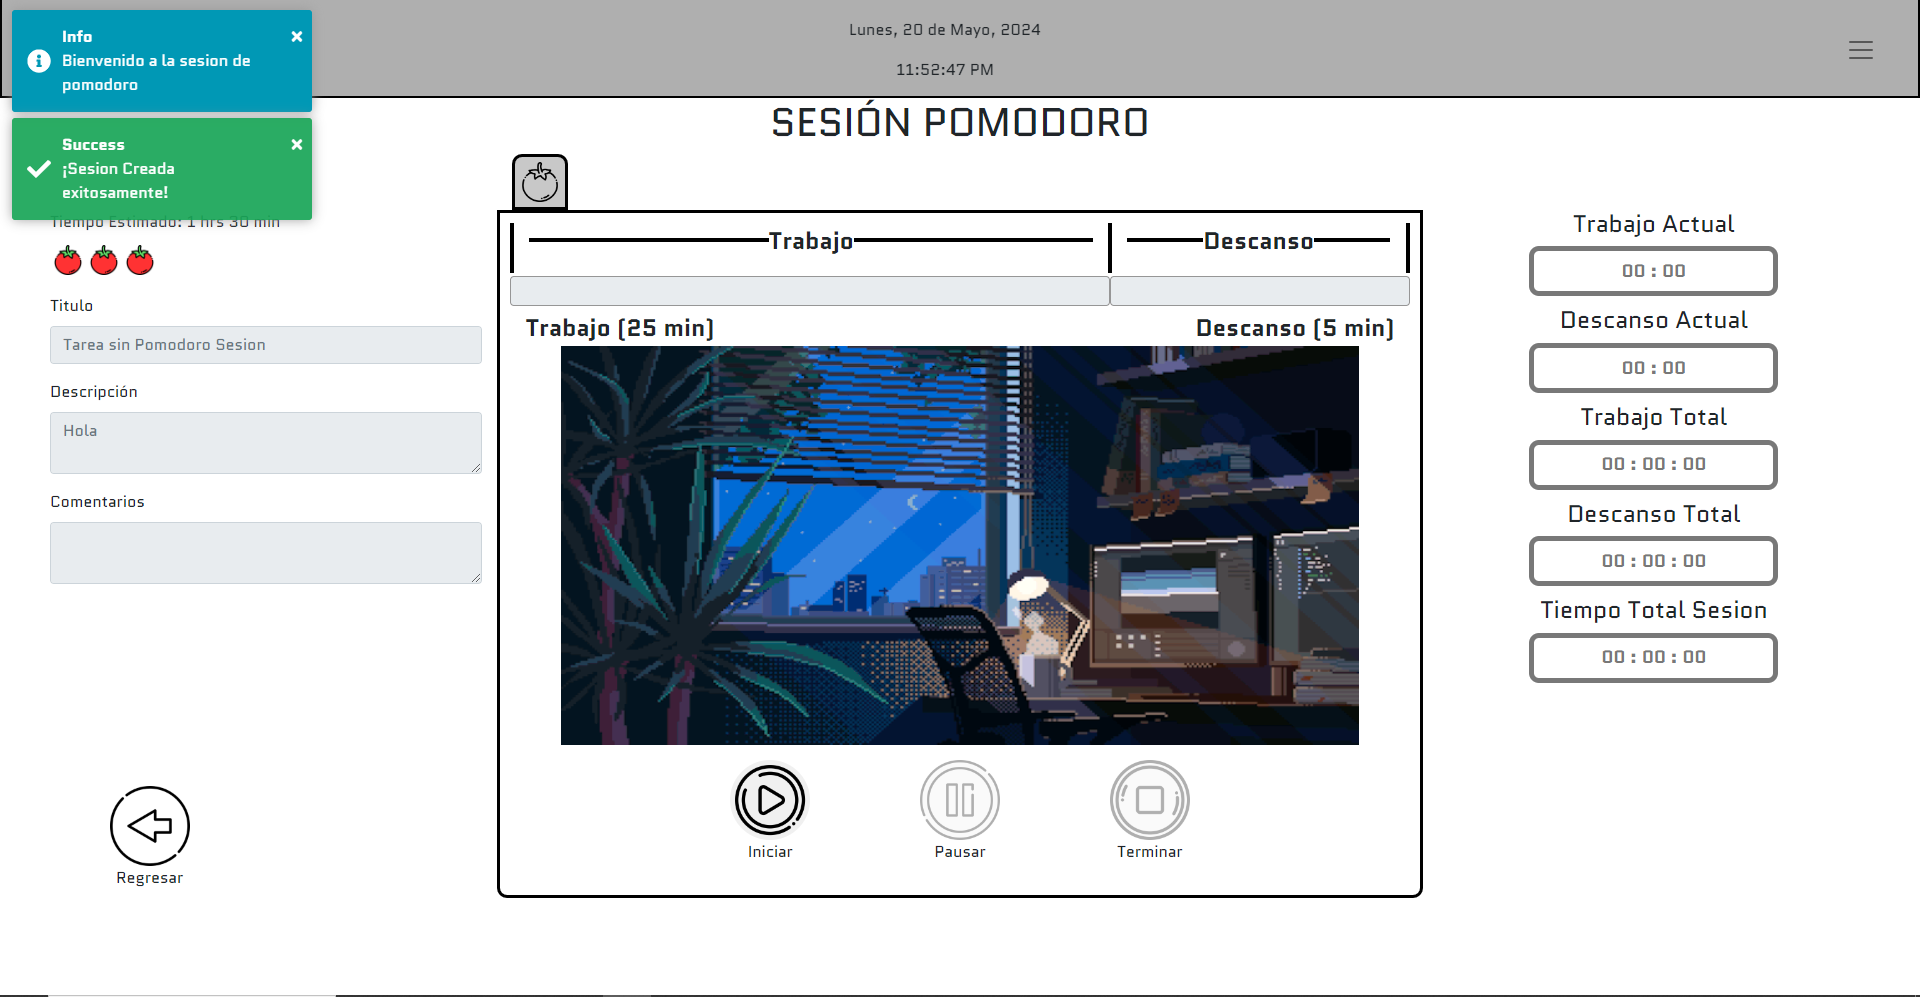 Lunes, 20 de Mayo, 2024
11:52:47 PM
Info
Bienvenido a la sesion de
pomodoro
Success
¡Sesion Creada
exitosamente!
SESIÓN POMODORO
Tiempo Estimado: 1 hrs 30 min
Titulo
Tarea sin Pomodoro Sesion
Descripción
Hola
Comentarios
Regresar
Trabajo Descanso
Trabajo (25 min) Descanso (5 min)
Iniciar Pausar Terminar
Trabajo Actual
00 : 00
Descanso Actual
00 : 00
Trabajo Total
00 : 00 : 00
Descanso Total
00 : 00 : 00
Tiempo Total Sesion
00 : 00 : 00